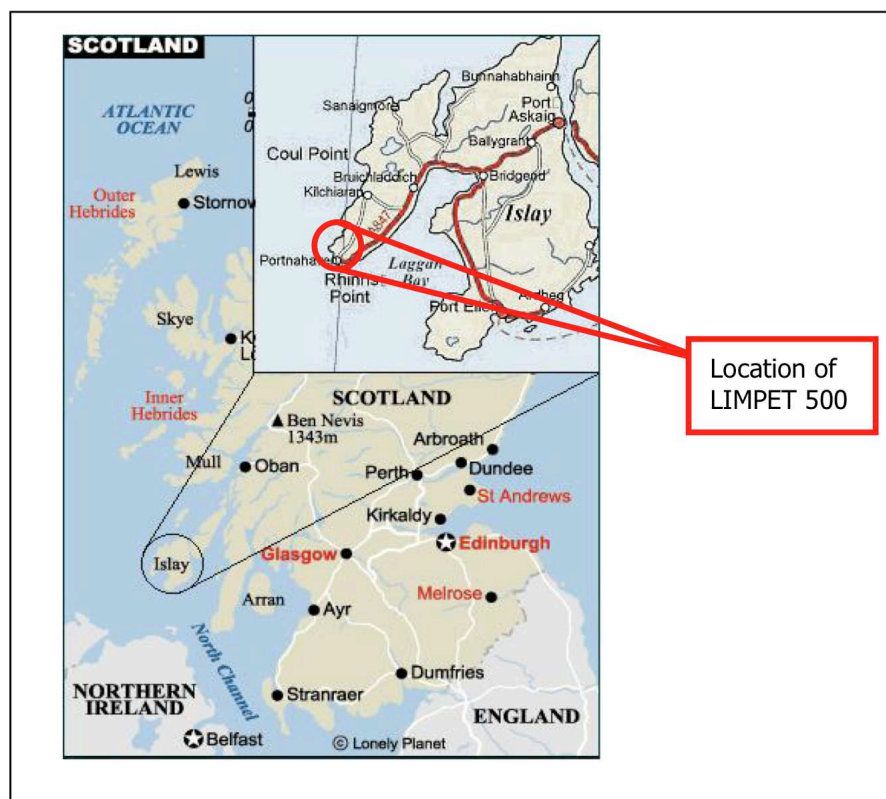 SCOTLAND
ATLANTIC
OCEAN
Lewis
Outer
Hebrides
Stornow
Skye
Inner
Hebrides
Mull
Oban
Islay
SCOTLAND
Ben Nevis
1343m
Arbroath
Perth
Dundee
St Andrews
Kirkaldy
Glasgow
Edinburgh
Arran
Melrose
Ayr
North Channel
Dumfries
Stranraer
NORTHERN
IRELAND
ENGLAND
Belfast
© Lonely Planet
Bunnahabhainn
Port
Askaig
Sanaigmore
Ballygrant
Coul Point
Bruichladdich
Bridgend
Kilchiaran
Islay
A847
Portnahave
Laggan
Bay
Rhinns
Point
Port Ellen
Ardbeg
Location of
LIMPET 500